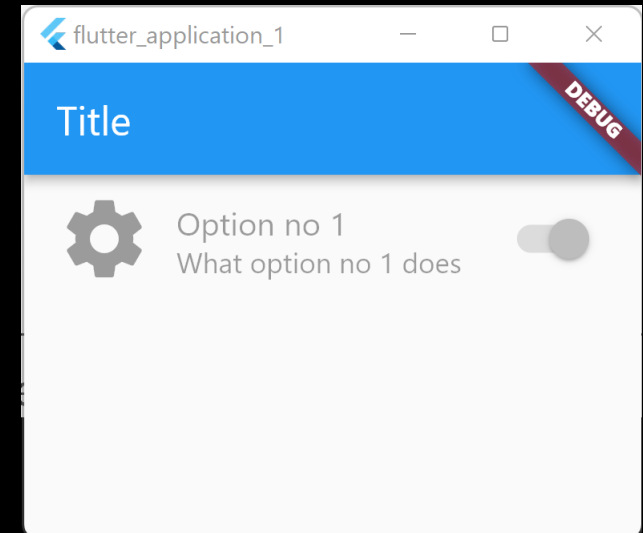 flutter_application_1
DEBUG
Title
Option no 1
What option no 1 does